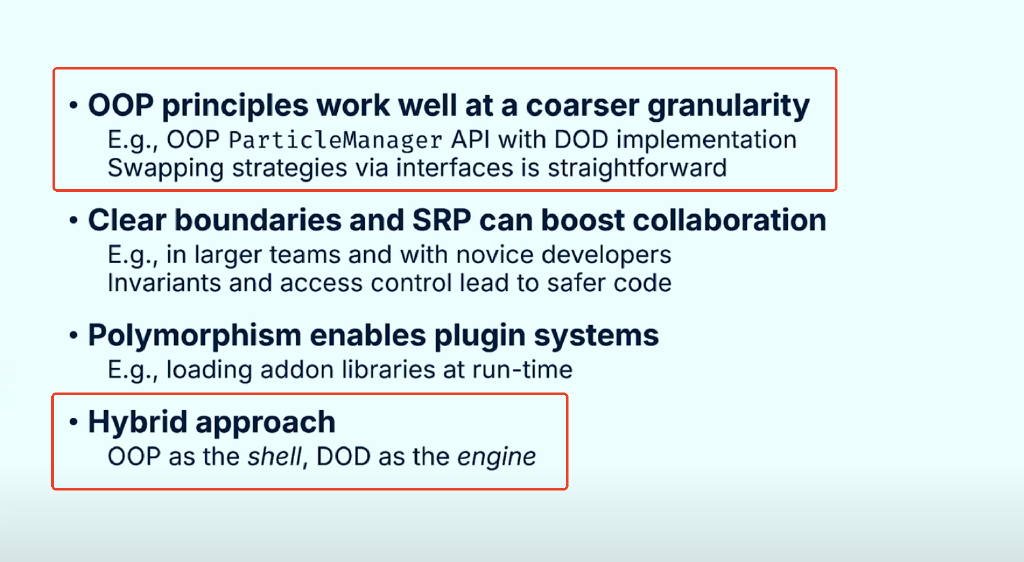 • OOP principles work well at a coarser granularity
E.g., OOP ParticleManager API with DOD implementation
Swapping strategies via interfaces is straightforward
• Clear boundaries and SRP can boost collaboration
E.g., in larger teams and with novice developers
Invariants and access control lead to safer code
• Polymorphism enables plugin systems
E.g., loading addon libraries at run-time
• Hybrid approach
OOP as the shell, DOD as the engine